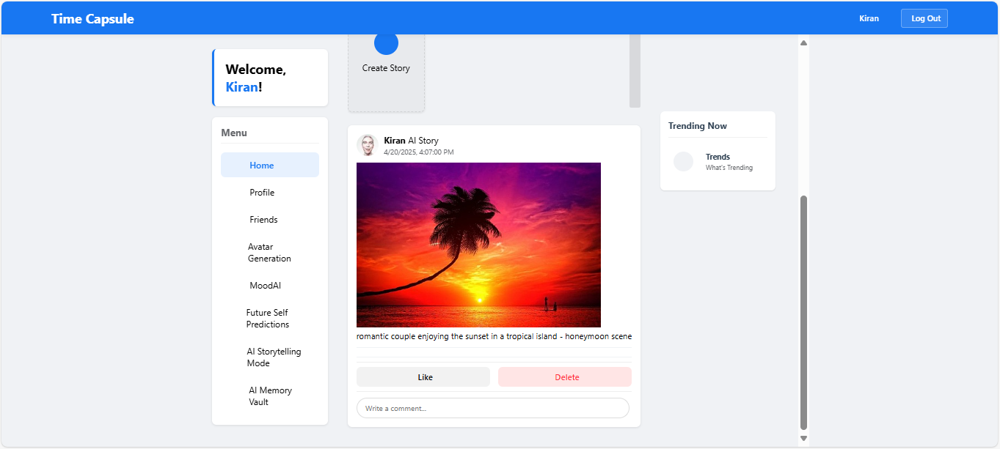 Time Capsule
Kiran
Log Out
Welcome,
Kiran!
Menu
Home
Profile
Friends
Avatar
Generation
MoodAI
Future Self
Predictions
AI Storytelling
Mode
AI Memory
Vault
Create Story
Kiran AI Story
4/20/2025, 4:07:00 PM
romantic couple enjoying the sunset in a tropical island - honeymoon scene
Like
Delete
Write a comment...
Trending Now
Trends
What's Trending